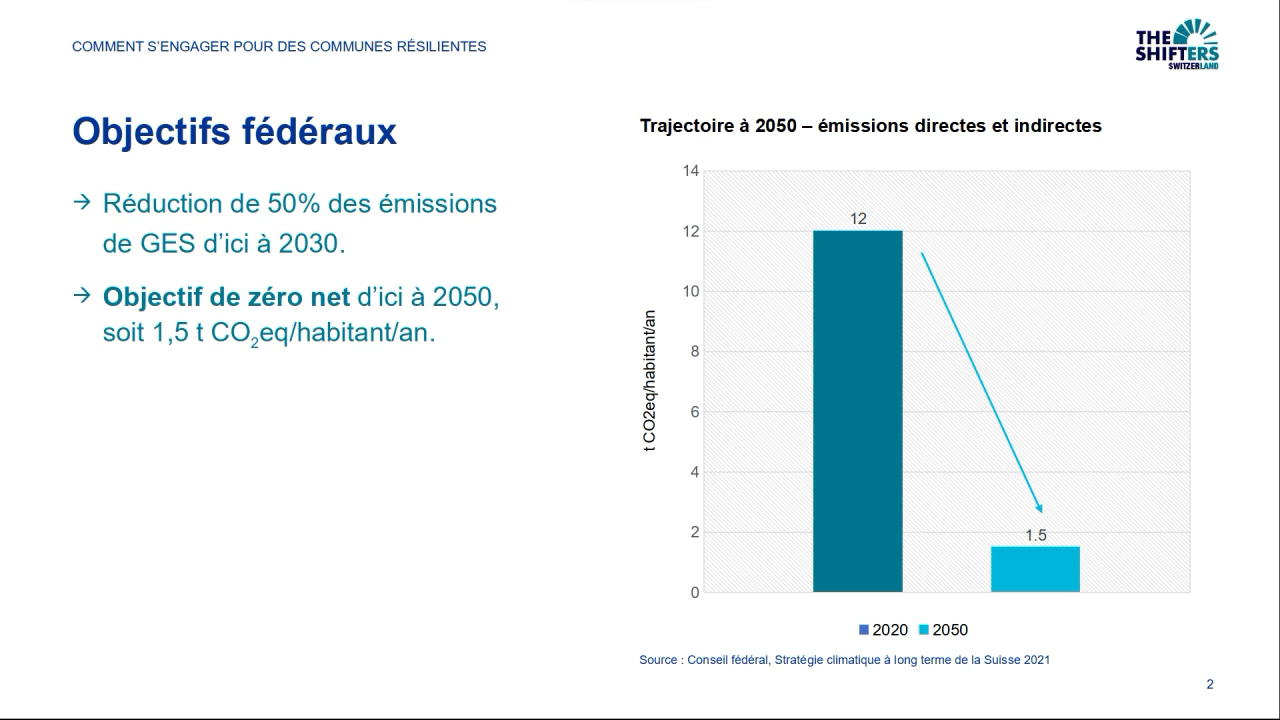 COMMENT S’ENGAGER POUR DES COMMUNES RÉSILIENTES
THE
SHIFTERS
SWITZERLAND
Objectifs fédéraux
→ Réduction de 50% des émissions
de GES d’ici à 2030.
→ Objectif de zéro net d’ici à 2050,
soit 1,5 t CO₂eq/habitant/an.
Trajectoire à 2050 – émissions directes et indirectes
t CO2eq/habitant/an
14
12
10
8
6
4
2
0
12
1.5
2020 2050
Source : Conseil fédéral, Stratégie climatique à long terme de la Suisse 2021
2